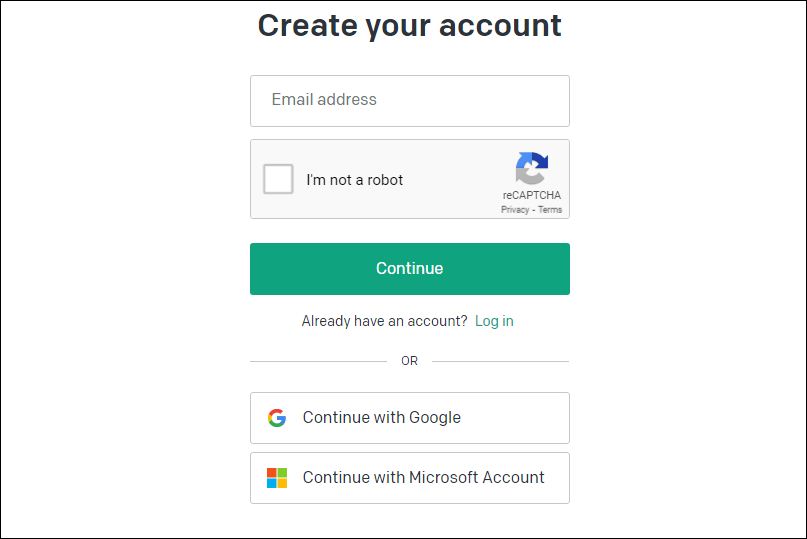 Create your account
Email address
I'm not a robot
reCAPTCHA
Privacy - Terms
Continue
Already have an account? Log in
OR
Continue with Google
Continue with Microsoft Account